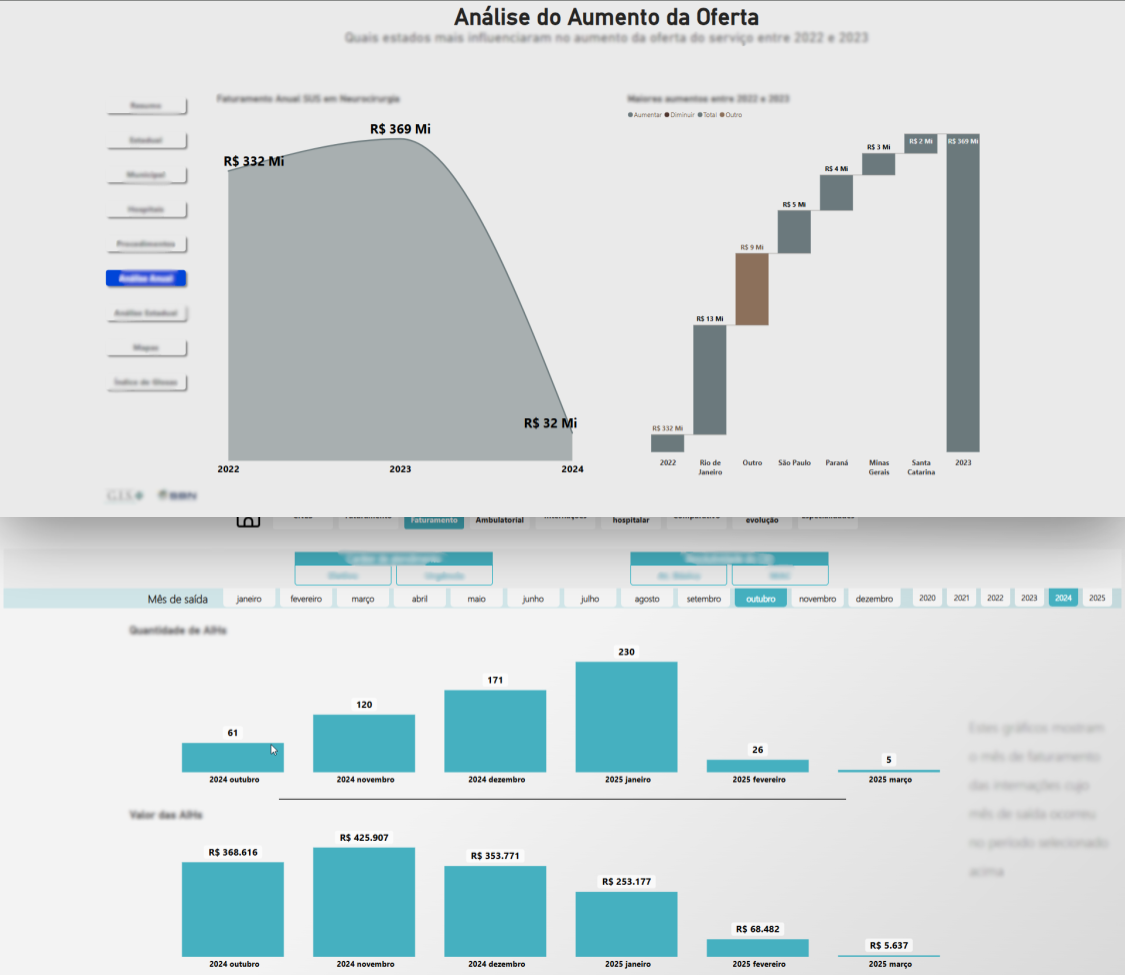 Análise do Aumento da Oferta
Quais estados mais influenciaram no aumento da oferta do serviço entre 2022 e 2023
Resumo
Estadual
Municipal
Hospitais
Procedimentos
Análise Anual
Análise Estadual
Mapas
Índice de Glosas
Faturamento Anual SUS em Neurocirurgia
R$ 332 Mi
R$ 369 Mi
R$ 32 Mi
2022
2023
2024
Maiores aumentos entre 2022 e 2023
Aumentar Diminuir Total Outro
R$ 332 Mi
R$ 13 Mi
R$ 9 Mi
R$ 5 Mi
R$ 4 Mi
R$ 3 Mi
R$ 2 Mi
R$ 369 Mi
2022
Rio de
Janeiro
Outro
São Paulo
Paraná
Minas
Gerais
Santa
Catarina
2023
Faturamento
Ambulatorial
hospitalar
evolução
Eletivo
Urgência
Mês de saída
janeiro
fevereiro
março
abril
maio
junho
julho
agosto
setembro
outubro
novembro
dezembro
2020
2021
2022
2023
2024
2025
Quantidade de AIHs
61
120
171
230
26
5
2024 outubro
2024 novembro
2024 dezembro
2025 janeiro
2025 fevereiro
2025 março
Valor das AIHs
R$ 368.616
R$ 425.907
R$ 353.771
R$ 253.177
R$ 68.482
R$ 5.637
2024 outubro
2024 novembro
2024 dezembro
2025 janeiro
2025 fevereiro
2025 março
Estes gráficos mostram
o mês de faturamento
das internações cujo
mês de saída ocorreu
no período selecionado
acima